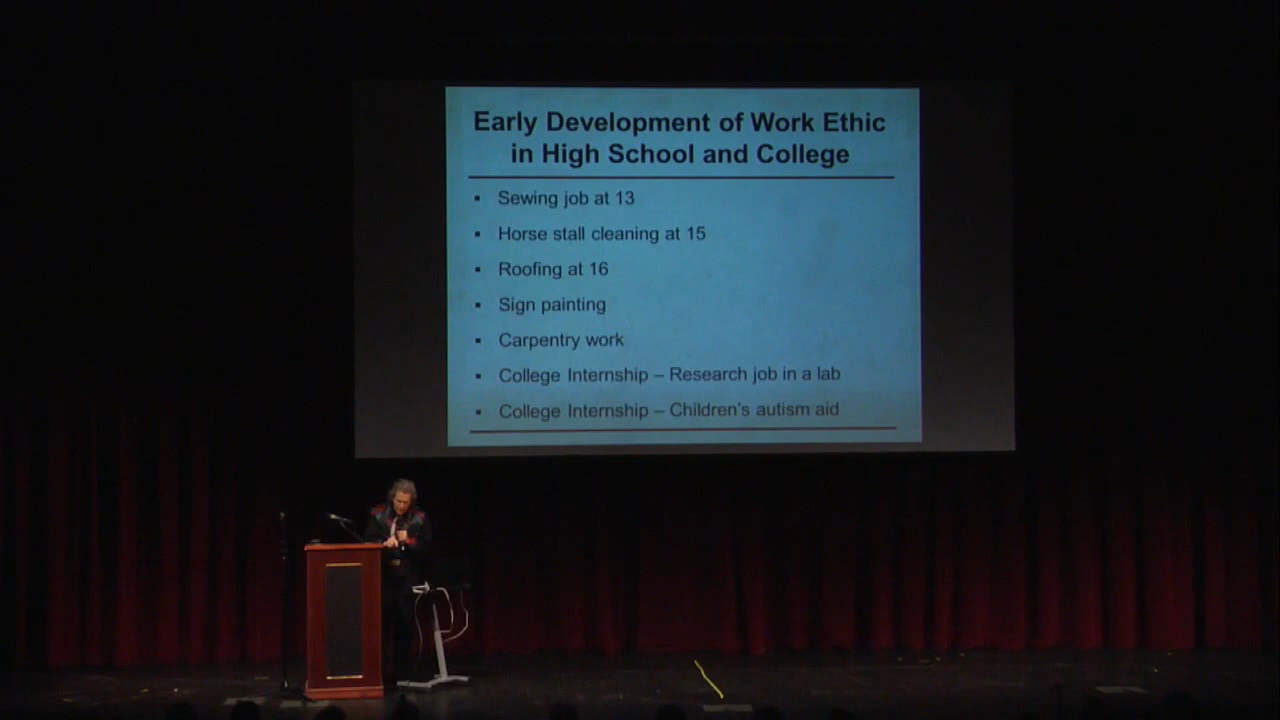 Early Development of Work Ethic
in High School and College
▪ Sewing job at 13
▪ Horse stall cleaning at 15
▪ Roofing at 16
▪ Sign painting
▪ Carpentry work
▪ College Internship – Research job in a lab
▪ College Internship – Children's autism aid